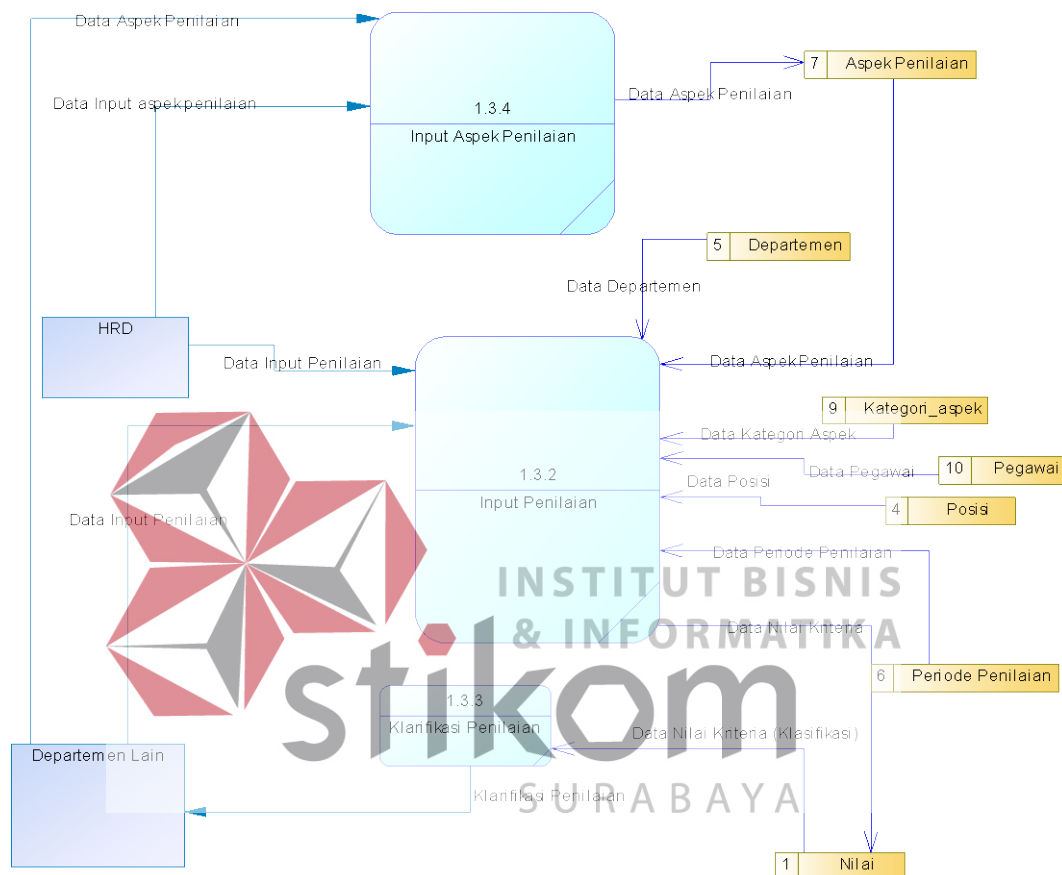 Data Aspek Penilaian
7 Aspek Penilaian
Data Input aspekpenilaian
Data Aspek Penilaian
1.3.4
Input Aspek Penilaian
5 Departemen
Data Departemen
HRD
Data Input Penilaian
Data Aspek Penilaian
9 Kategori_aspek
Data Kategori Aspek
10 Pegawai
Data Pegawai
1.3.2
Data Posisi
Input Penilaian
4 Posisi
Data Input Penilaian
Data Periode Penilaian
INSTITUT BISNIS
& INFORMATIKA
Data Nilai Kriteria
6 Periode Penilaian
stikom
1.3.3
Klarifikasi Penilaian
Data Nilai Kriteria (Klasifikasi)
Departemen Lain
Klarifikasi Penilaian
SURABAYA
1 Nilai